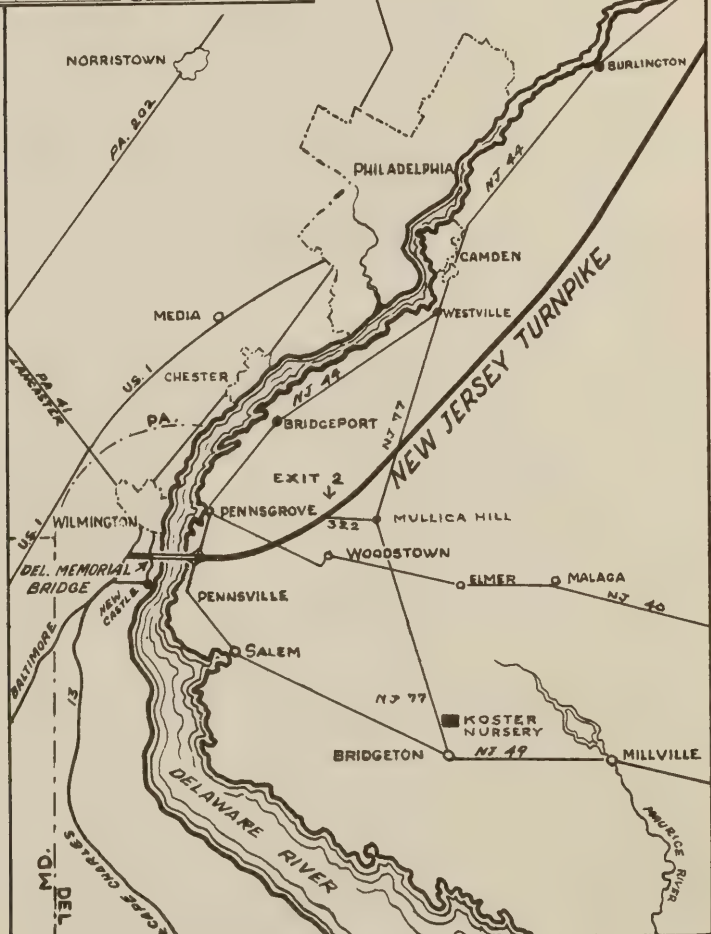 NORRISTOWN
PA. 202
BURLINGTON
PHILADELPHIA
NJ 44
CAMDEN
WESTVILLE
MEDIA
US. 1
CHESTER
NJ 44
PA 41
LANCASTER
PA.
BRIDGEPORT
NJ 77
NEW JERSEY TURNPIKE
EXIT 2
PENNSGROVE
322
MULLICA HILL
WILMINGTON
US. 1
WOODSTOWN
DEL. MEMORIAL
BRIDGE
NEW
CASTLE
PENNSVILLE
ELMER
MALAGA
NJ 40
BALTIMORE
SALEM
13
NJ 77
KOSTER
NURSERY
BRIDGETON
NJ 49
MILLVILLE
DELAWARE RIVER
MAURICE RIVER
CAPE CHARLES
MD.
DEL